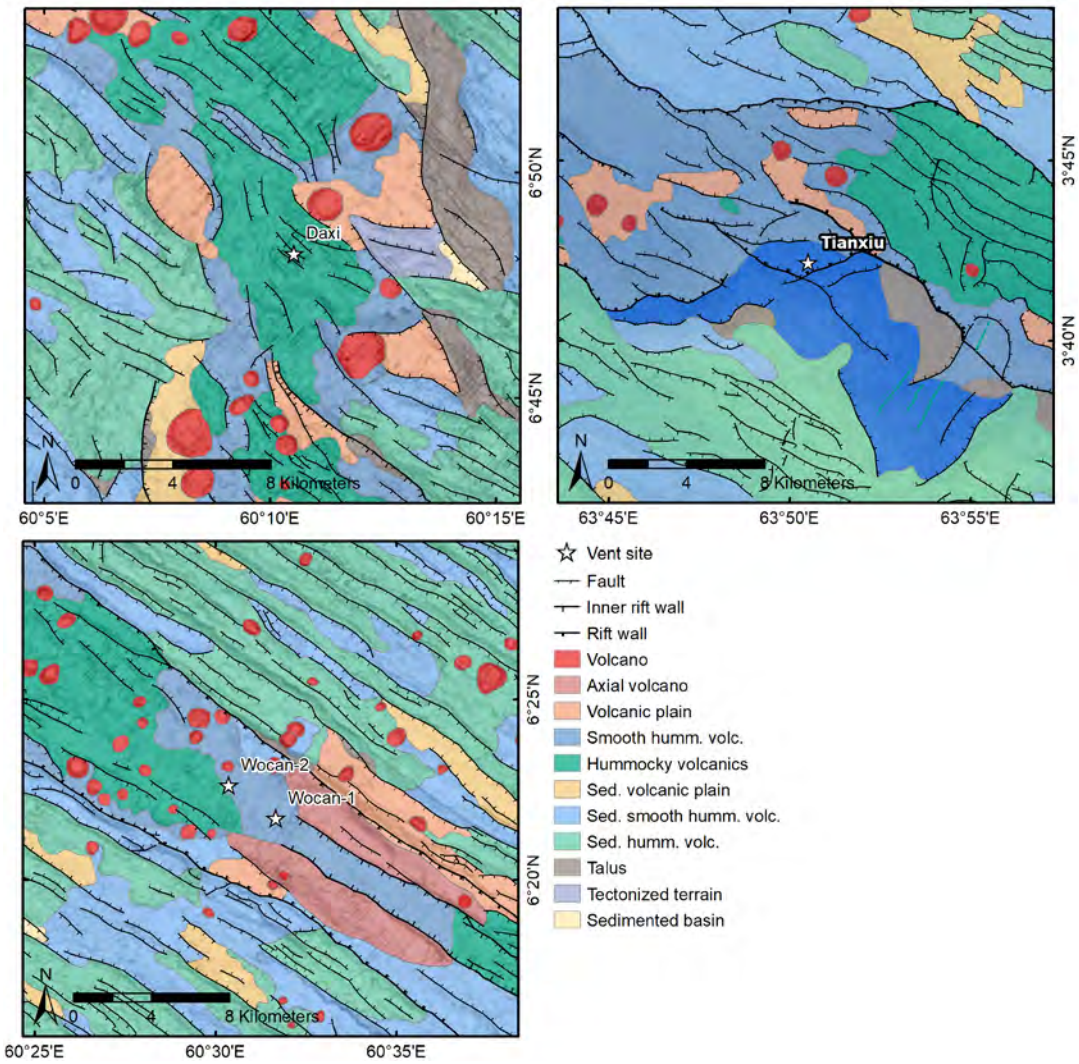 Daxi
N
0 4 8 Kilometers
6°50'N
6°45'N
60°5'E 60°10'E 60°15'E
Tianxiu
N
0 4 8 Kilometers
3°45'N
3°40'N
63°45'E 63°50'E 63°55'E
Wocan-2
Wocan-1
N
0 4 8 Kilometers
6°25'N
6°20'N
60°25'E 60°30'E 60°35'E
Vent site
Fault
Inner rift wall
Rift wall
Volcano
Axial volcano
Volcanic plain
Smooth humm. volc.
Hummocky volcanics
Sed. volcanic plain
Sed. smooth humm. volc.
Sed. humm. volc.
Talus
Tectonized terrain
Sedimented basin